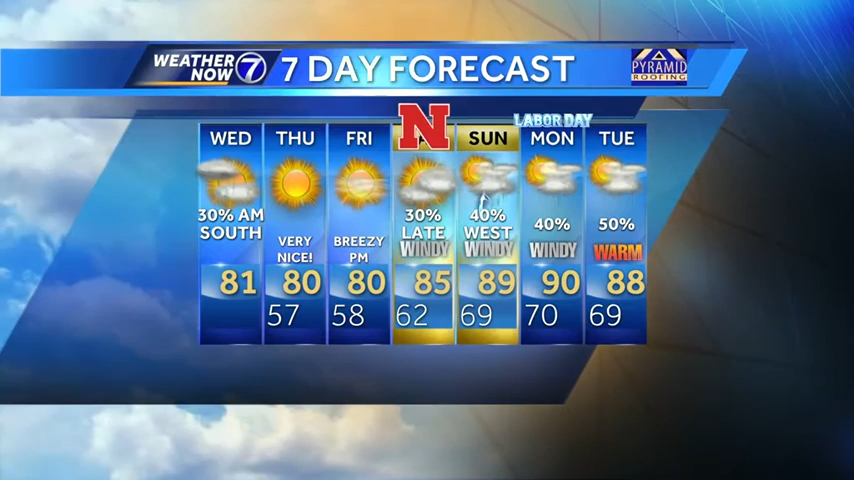 WEATHER
NOW 7
7 DAY FORECAST
PYRAMID
ROOFING
N
LABOR DAY
WED THU FRI SUN MON TUE
30% AM
SOUTH
VERY
NICE!
BREEZY
PM
30%
LATE
WINDY
40%
WEST
WINDY
40%
WINDY
50%
WARM
81 80 80 85 89 90 88
57 58 62 69 70 69